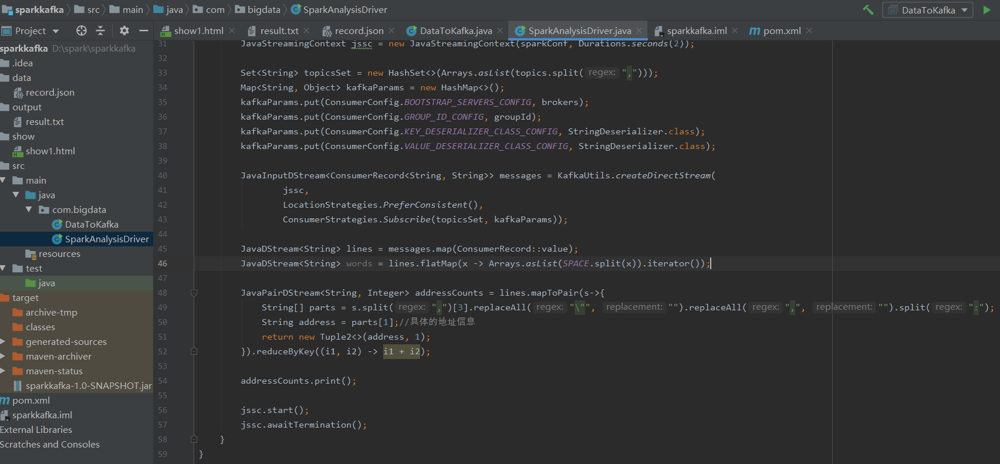 sparkkafka src main java com bigdata SparkAnalysisDriver DataToKafka
Project show1.html result.txt record.json DataToKafka.java SparkAnalysisDriver.java sparkkafka.iml pom.xml
sparkkafka D:\spark\sparkkafka
.idea
data
record.json
output
result.txt
show
show1.html
src
main
java
com.bigdata
DataToKafka
SparkAnalysisDriver
resources
test
java
target
archive-tmp
classes
generated-sources
maven-archiver
maven-status
sparkkafka-1.0-SNAPSHOT.jar
pom.xml
sparkkafka.iml
External Libraries
Scratches and Consoles
31 JavaStreamingContext jssc = new JavaStreamingContext(sparkConf, Durations.seconds(2));
32
33 Set<String> topicsSet = new HashSet<>(Arrays.asList(topics.split( regex: ",")));
34 Map<String, Object> kafkaParams = new HashMap<>();
35 kafkaParams.put(ConsumerConfig.BOOTSTRAP_SERVERS_CONFIG, brokers);
36 kafkaParams.put(ConsumerConfig.GROUP_ID_CONFIG, groupId);
37 kafkaParams.put(ConsumerConfig.KEY_DESERIALIZER_CLASS_CONFIG, StringDeserializer.class);
38 kafkaParams.put(ConsumerConfig.VALUE_DESERIALIZER_CLASS_CONFIG, StringDeserializer.class);
39
40 JavaInputDStream<ConsumerRecord<String, String>> messages = KafkaUtils.createDirectStream(
41 jssc,
42 LocationStrategies.PreferConsistent(),
43 ConsumerStrategies.Subscribe(topicsSet, kafkaParams));
44
45 JavaDStream<String> lines = messages.map(ConsumerRecord::value);
46 JavaDStream<String> words = lines.flatMap(x -> Arrays.asList(SPACE.split(x)).iterator());
47
48 JavaPairDStream<String, Integer> addressCounts = lines.mapToPair(s->{
49 String[] parts = s.split( regex: ",")[3].replaceAll( regex: "\"", replacement: "").replaceAll( regex: ",", replacement: "").split( regex: ":");
50 String address = parts[1];//具体的地址信息
51 return new Tuple2<>(address, 1);
52 }).reduceByKey((i1, i2) -> i1 + i2);
53
54 addressCounts.print();
55
56 jssc.start();
57 jssc.awaitTermination();
58 }
59 }